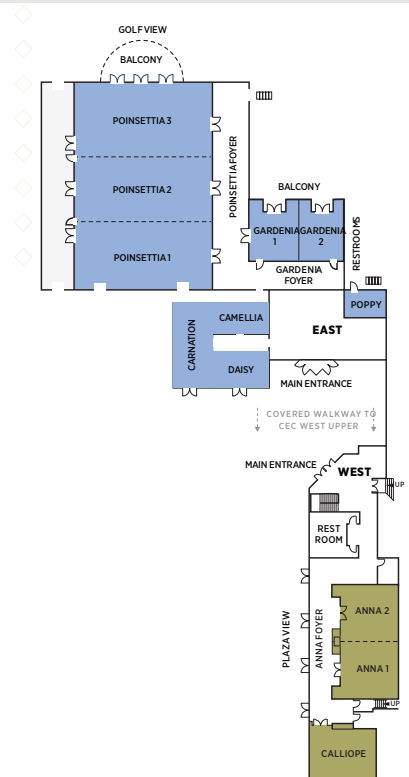 GOLF VIEW
BALCONY
POINSETTIA 3
POINSETTIA 2
POINSETTIA 1
POINSETTIA FOYER
BALCONY
GARDENIA
1
GARDENIA
2
RESTROOMS
GARDENIA
FOYER
POPPY
CAMELLIA
CARNATION
DAISY
EAST
MAIN ENTRANCE
COVERED WALKWAY TO
CEC WEST UPPER
MAIN ENTRANCE
WEST
UP
REST
ROOM
PLAZA VIEW
ANNA FOYER
ANNA 2
ANNA 1
UP
CALLIOPE